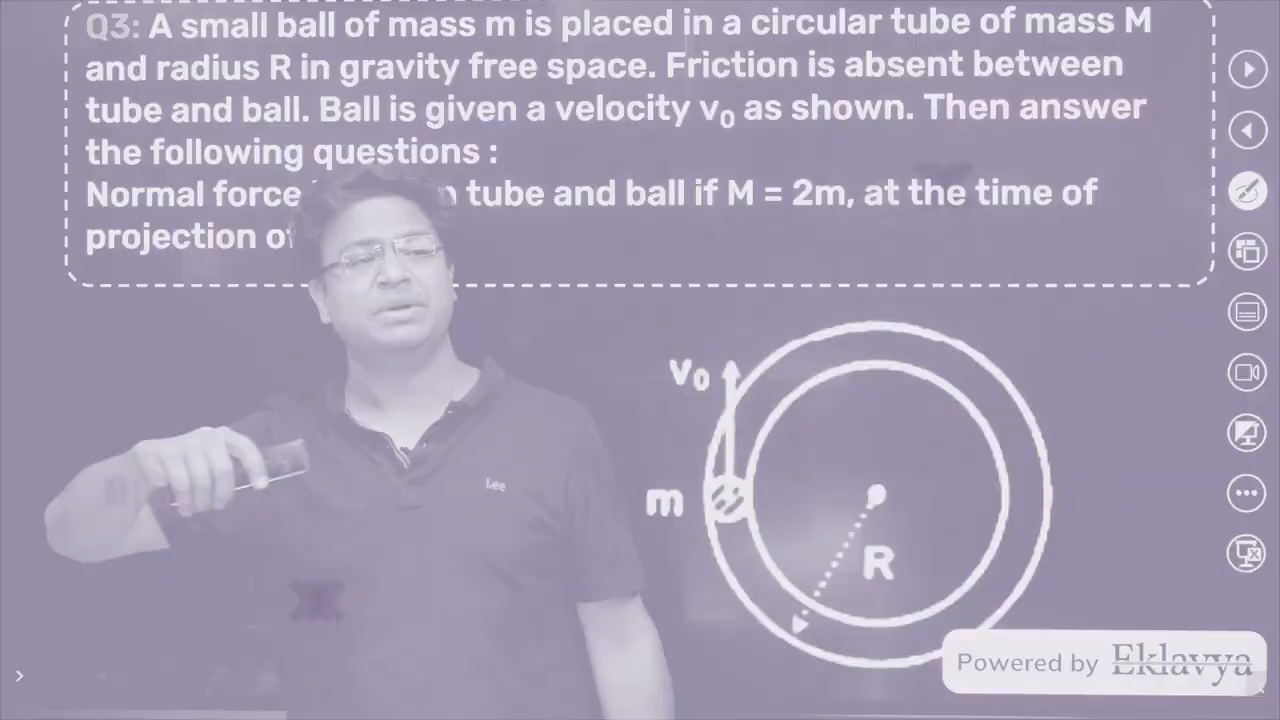 Q3: A small ball of mass m is placed in a circular tube of mass M
and radius R in gravity free space. Friction is absent between
tube and ball. Ball is given a velocity v₀ as shown. Then answer
the following questions :
Normal force tube and ball if M = 2m, at the time of
projection of
v₀
Lee
m
R
Powered by Eklavya